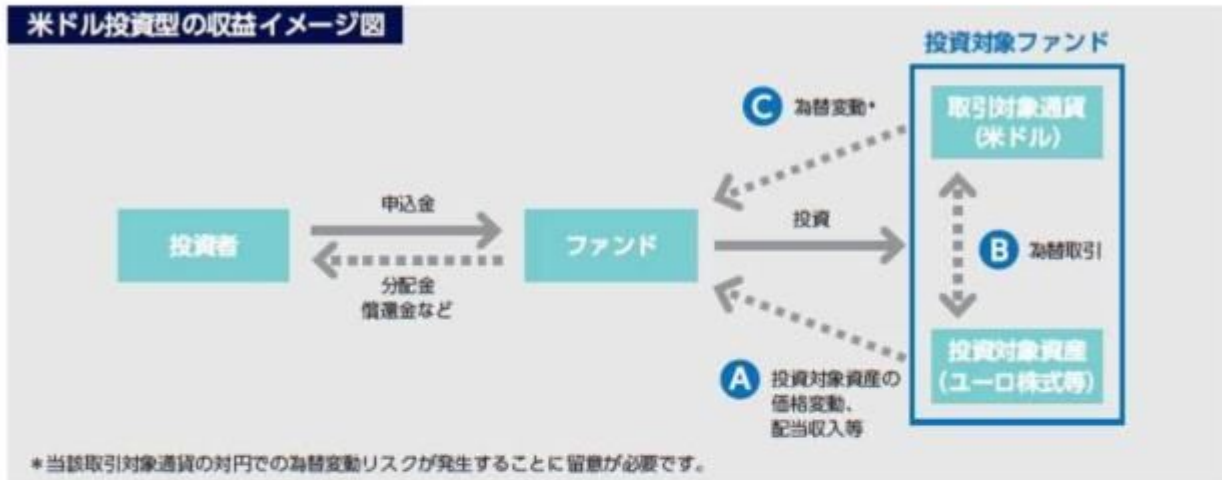 米ドル投資型の収益イメージ図
投資対象ファンド
C 為替変動*
取引対象通貨
(米ドル)
申込金
投資
投資者
ファンド
B 為替取引
分配金
償還金など
投資対象資産
(ユーロ株式等)
A 投資対象資産の
価格変動、
配当収入等
*当該取引対象通貨の対円での為替変動リスクが発生することに留意が必要です。